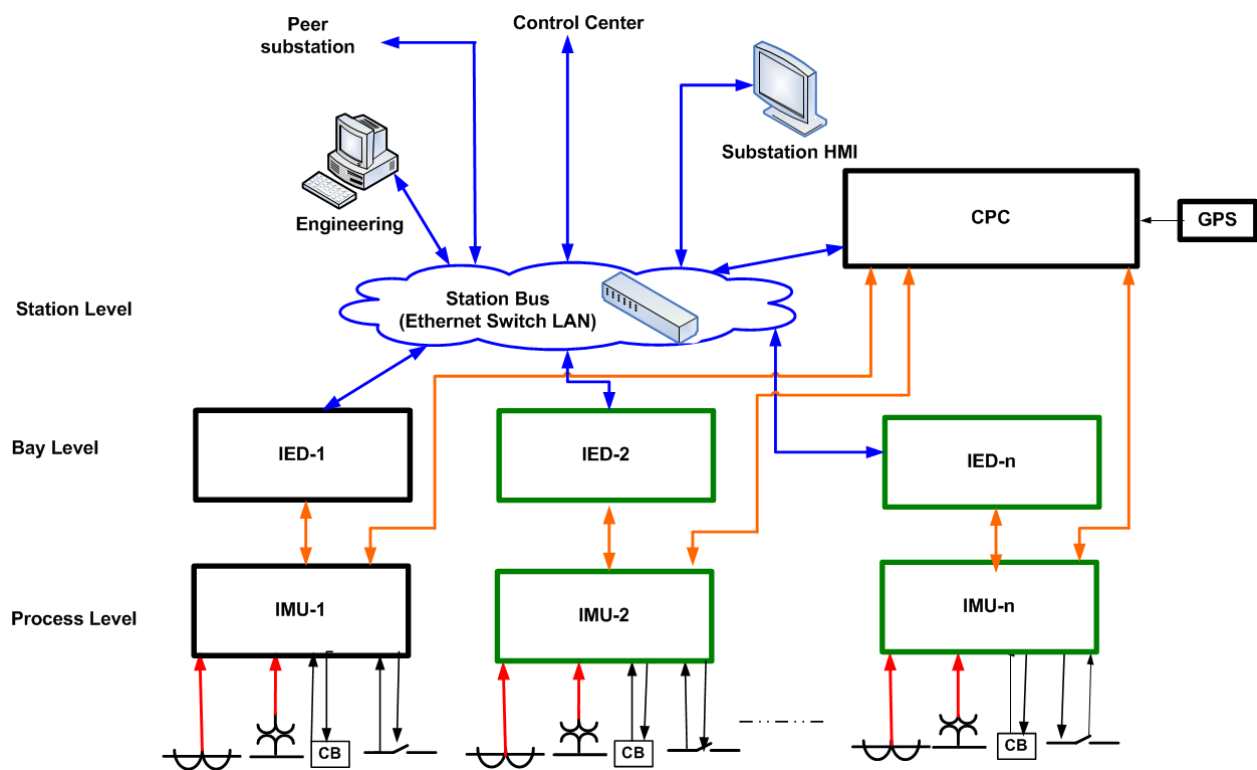 Peer
substation
Control Center
Substation HMI
Engineering
CPC
GPS
Station Level
Station Bus
(Ethernet Switch LAN)
Bay Level
IED-1
IED-2
IED-n
Process Level
IMU-1
IMU-2
IMU-n
CB
CB
CB